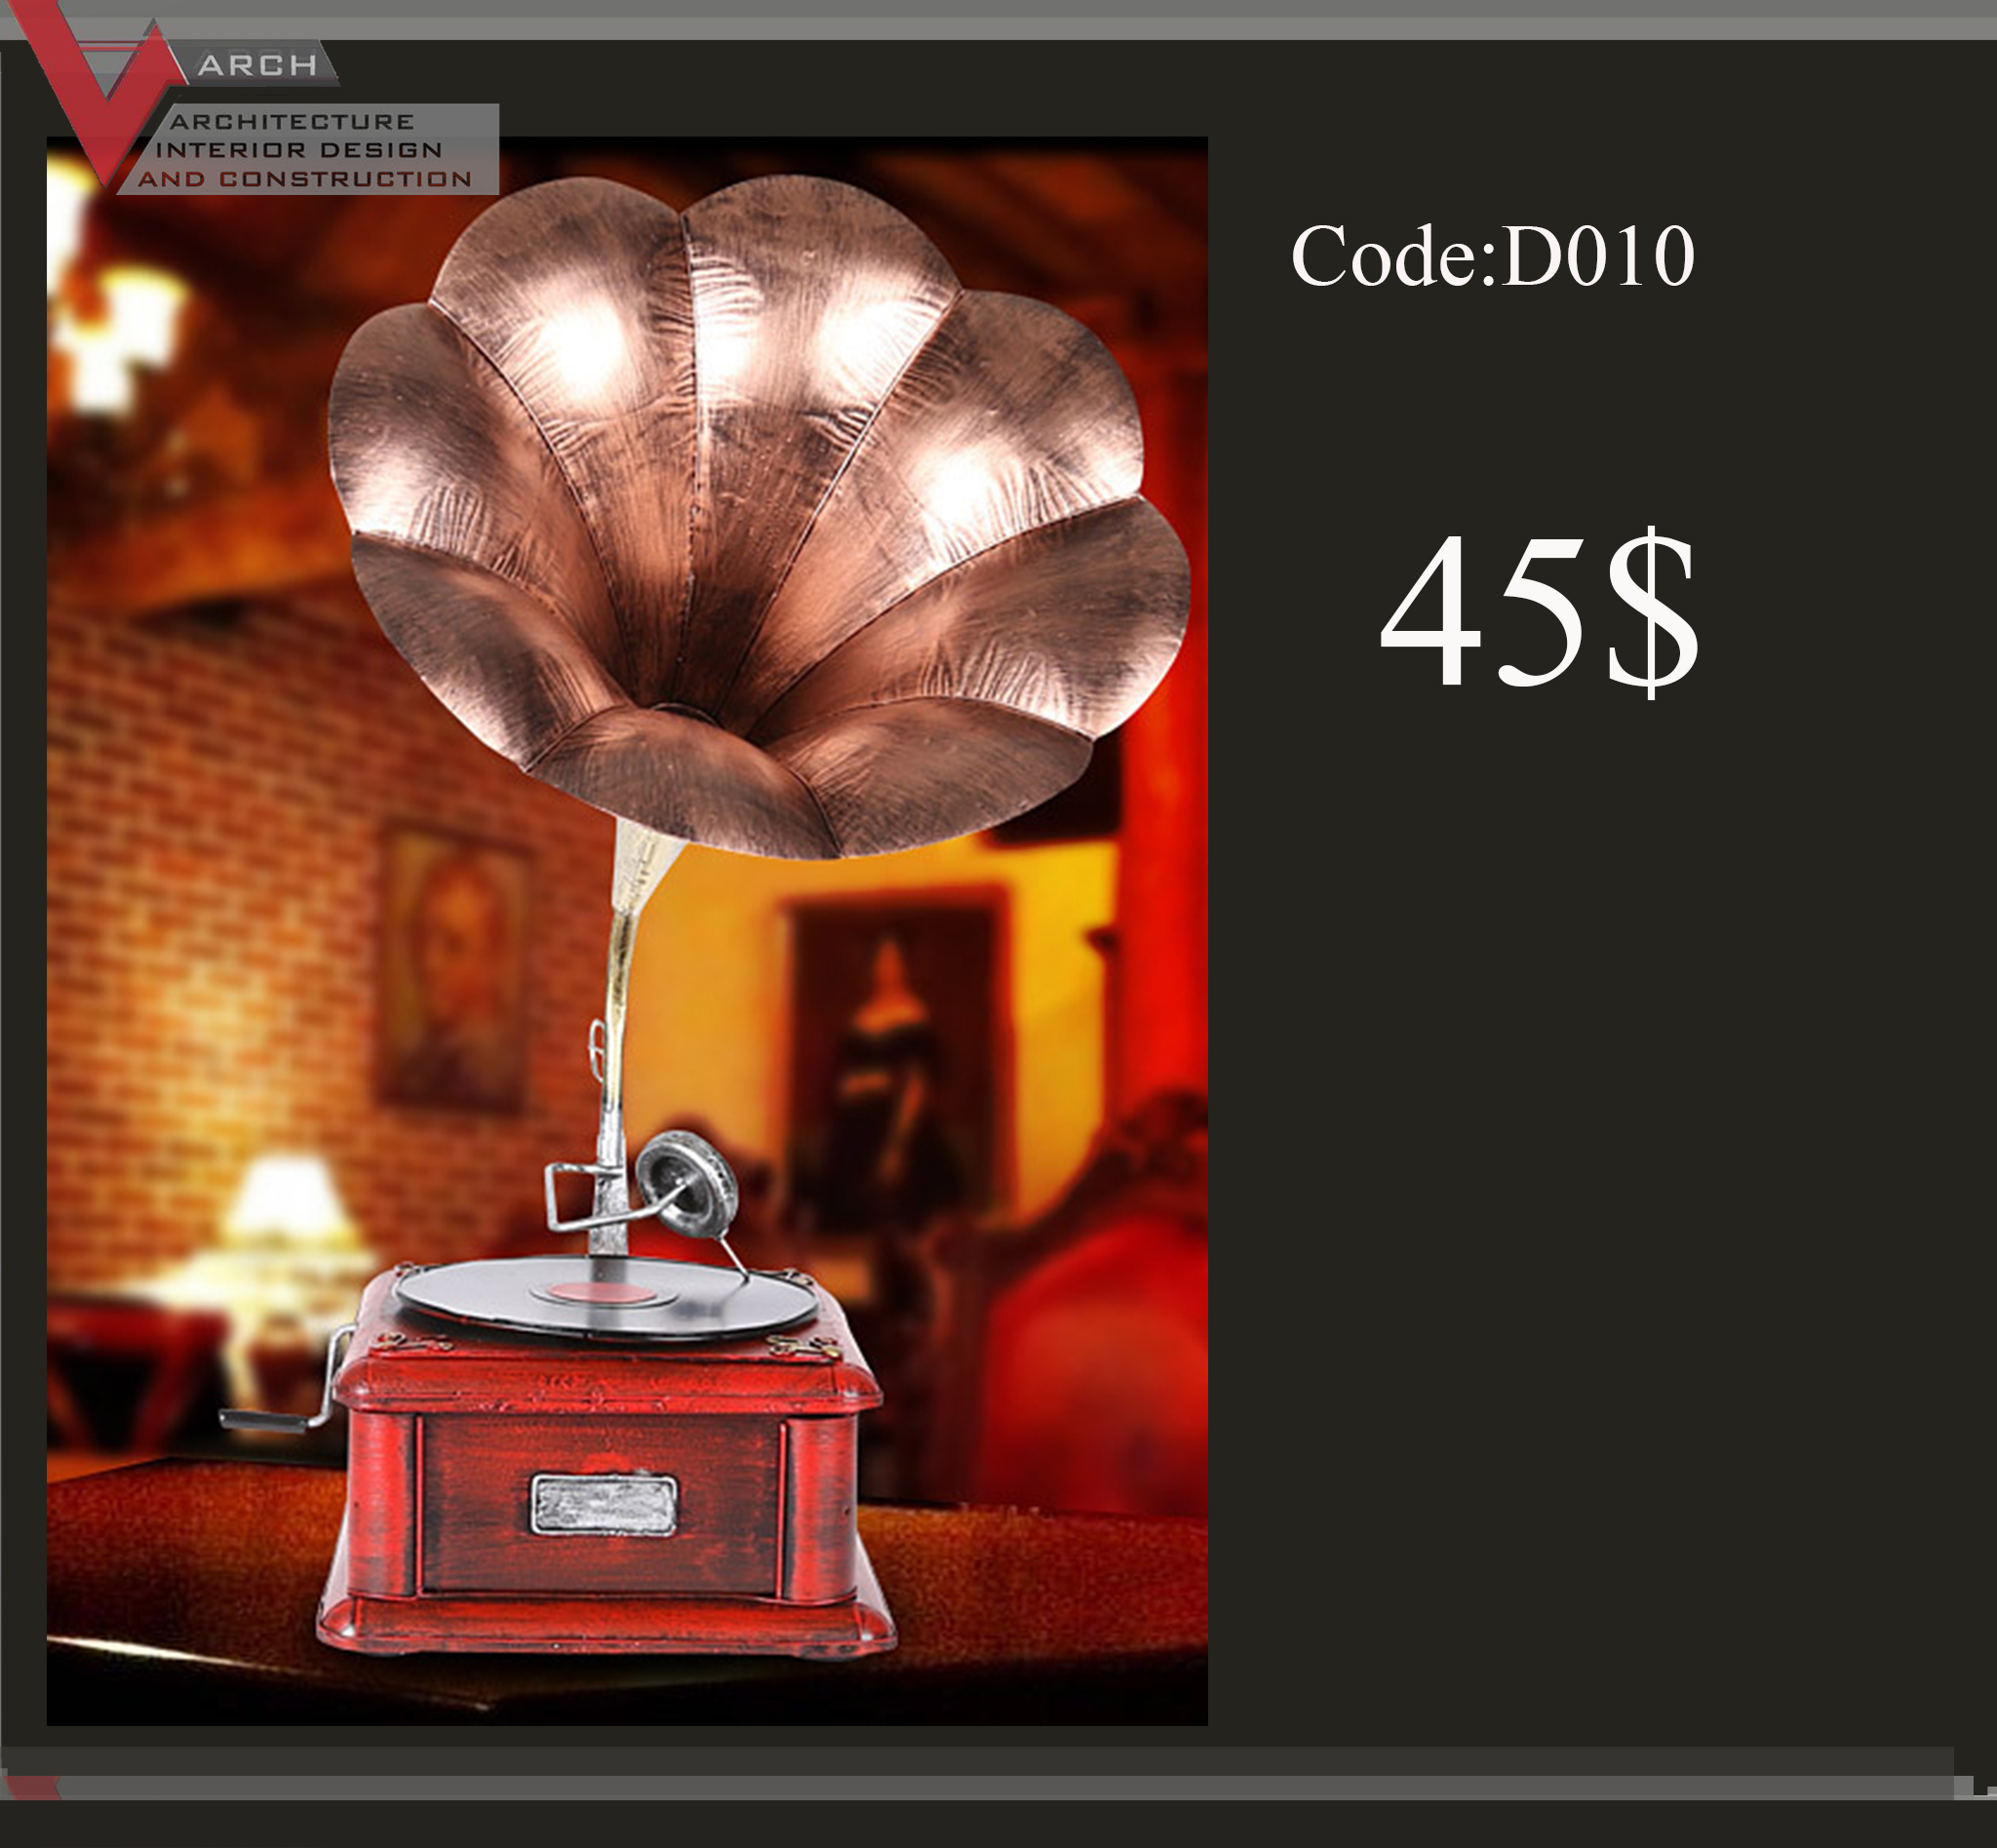 ARCH
ARCHITECTURE
INTERIOR DESIGN
AND CONSTRUCTION
Code:D010
45$